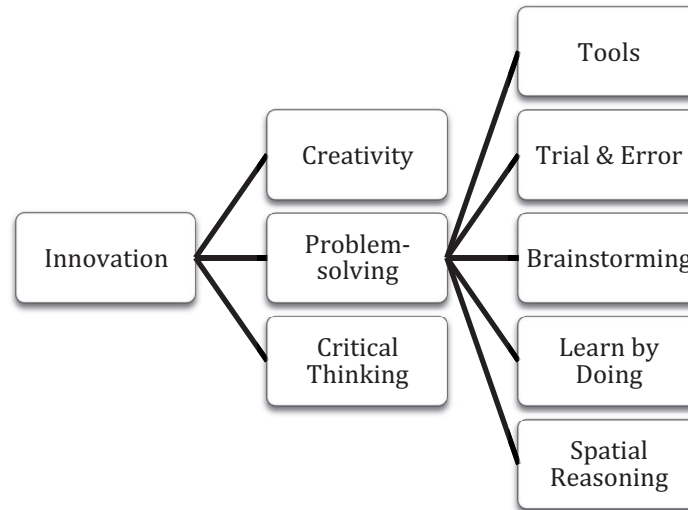 Innovation
Creativity
Problem-
solving
Critical
Thinking
Tools
Trial & Error
Brainstorming
Learn by
Doing
Spatial
Reasoning